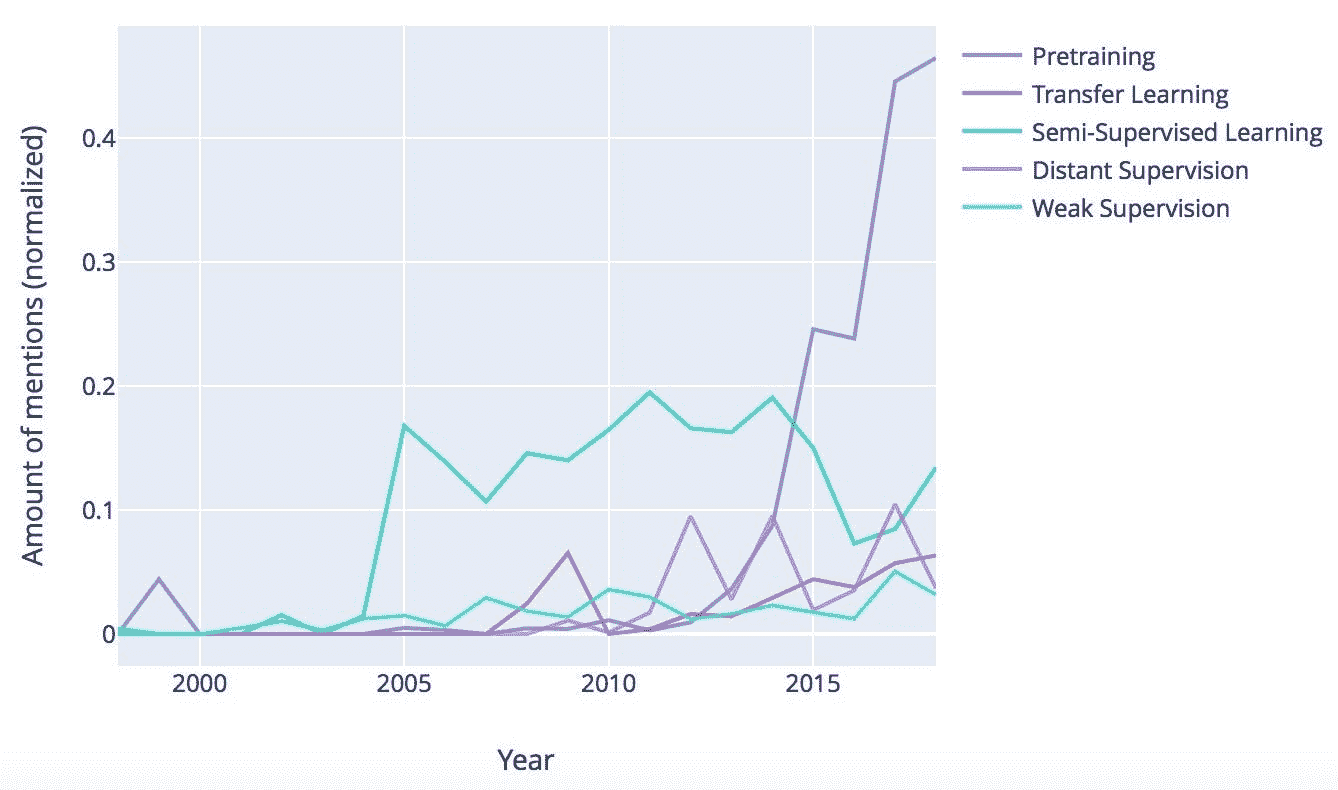 Amount of mentions (normalized)
0.4
0.3
0.2
0.1
0
2000
2005
2010
2015
Year
Pretraining
Transfer Learning
Semi-Supervised Learning
Distant Supervision
Weak Supervision